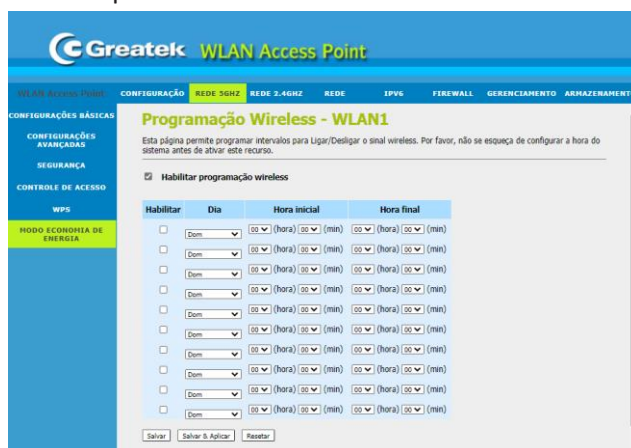 Greatek WLAN Access Point
WLAN Access Point
CONFIGURAÇÃO REDE 5GHZ REDE 2.4GHZ REDE IPV6 FIREWALL GERENCIAMENTO ARMAZENAMENT
CONFIGURAÇÕES BÁSICAS
CONFIGURAÇÕES
AVANÇADAS
SEGURANÇA
CONTROLE DE ACESSO
WPS
MODO ECONOMIA DE
ENERGIA
Programação Wireless - WLAN1
Esta página permite programar intervalos para Ligar/Desligar o sinal wireless. Por favor, não se esqueça de configurar a hora do
sistema antes de ativar este recurso.
Habilitar programação wireless
Habilitar Dia Hora inicial Hora final
Dom 00 (hora) 00 (min) 00 (hora) 00 (min)
Dom 00 (hora) 00 (min) 00 (hora) 00 (min)
Dom 00 (hora) 00 (min) 00 (hora) 00 (min)
Dom 00 (hora) 00 (min) 00 (hora) 00 (min)
Dom 00 (hora) 00 (min) 00 (hora) 00 (min)
Dom 00 (hora) 00 (min) 00 (hora) 00 (min)
Dom 00 (hora) 00 (min) 00 (hora) 00 (min)
Dom 00 (hora) 00 (min) 00 (hora) 00 (min)
Dom 00 (hora) 00 (min) 00 (hora) 00 (min)
Dom 00 (hora) 00 (min) 00 (hora) 00 (min)
Salvar Salvar & Aplicar Resetar